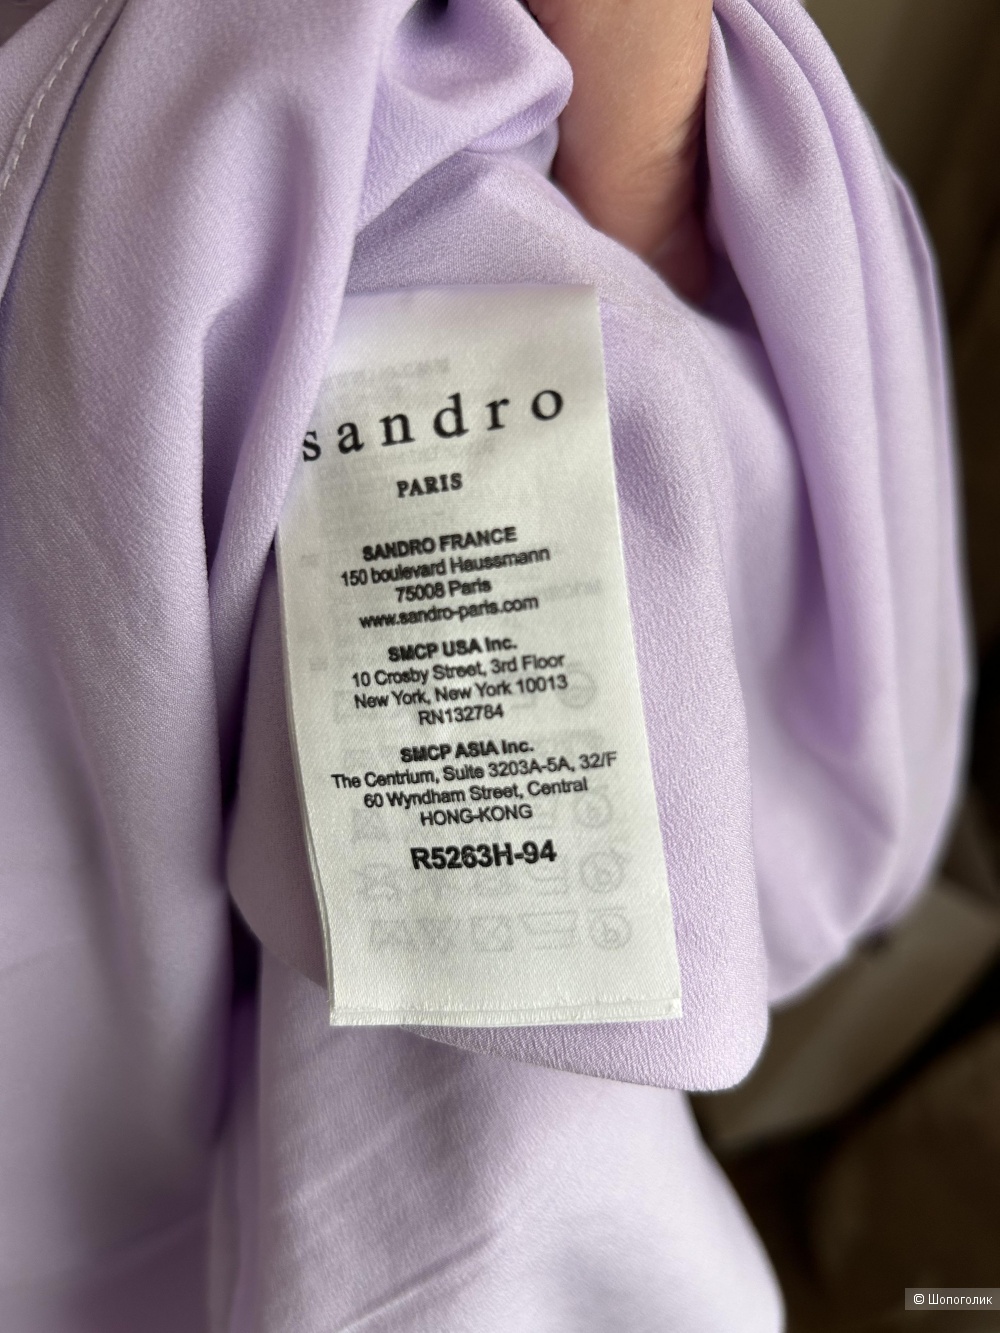 sandro
PARIS
SANDRO FRANCE
150 boulevard Haussmann
75008 Paris
www.sandro-paris.com
SMCP USA Inc.
10 Crosby Street, 3rd Floor
New York, New York 10013
RN132784
SMCP ASIA Inc.
The Centrium, Suite 3203A-5A, 32/F
60 Wyndham Street, Central
HONG-KONG
R5263H-94
© Шопоголик